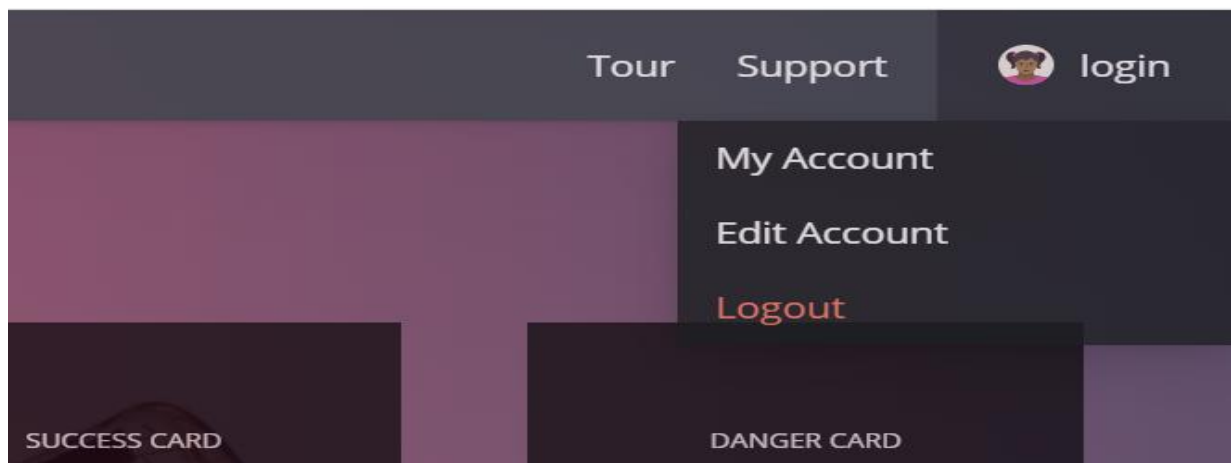 Tour Support login
My Account
Edit Account
Logout
SUCCESS CARD DANGER CARD